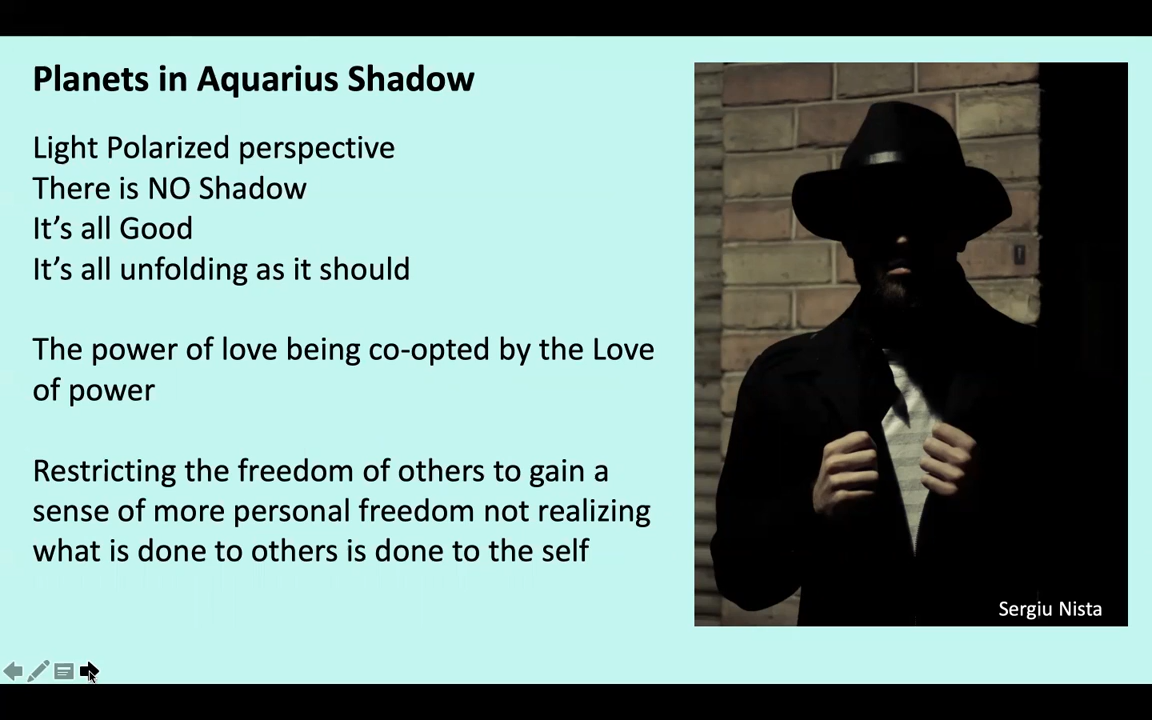 Planets in Aquarius Shadow
Light Polarized perspective
There is NO Shadow
It’s all Good
It’s all unfolding as it should
The power of love being co-opted by the Love
of power
Restricting the freedom of others to gain a
sense of more personal freedom not realizing
what is done to others is done to the self
Sergiu Nista